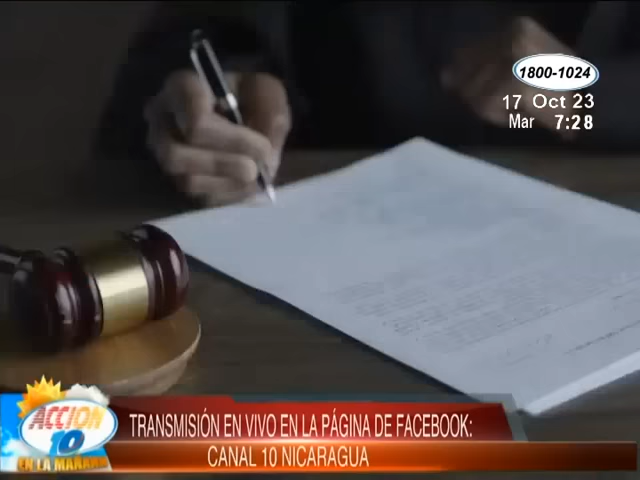 1800-1024
17 Oct 23
Mar 7:28
ACCION
10
EN LA MAÑANA
TRANSMISIÓN EN VIVO EN LA PÁGINA DE FACEBOOK:
CANAL 10 NICARAGUA